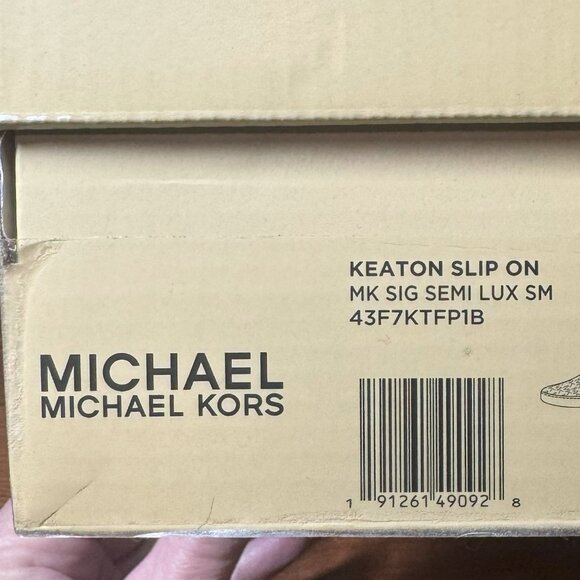 KEATON SLIP ON
MK SIG SEMI LUX SM
43F7KTFP1B
MICHAEL
MICHAEL KORS
1 91261 49092 8